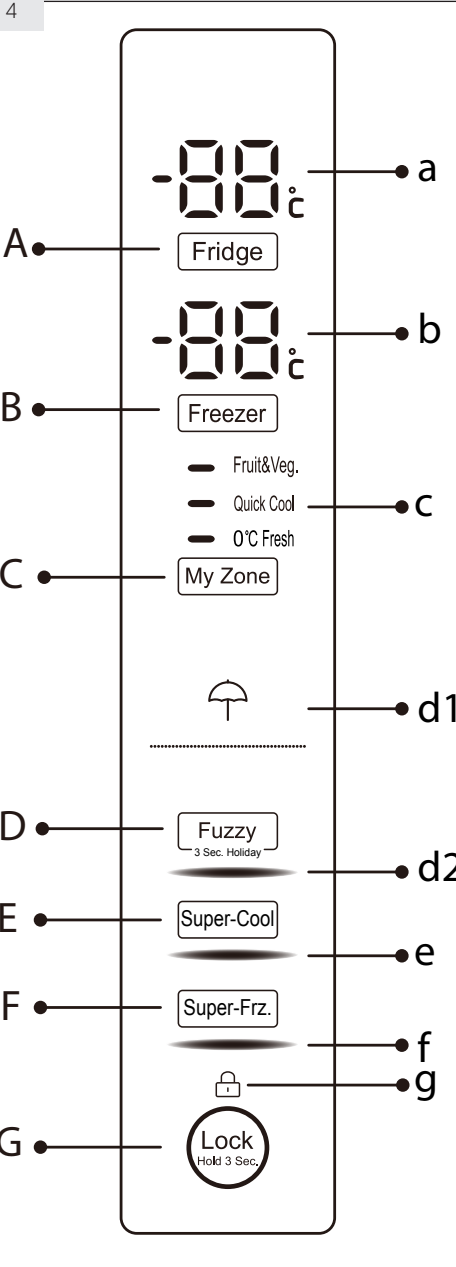 4
-88°C
a
A
Fridge
-88°C
b
B
Freezer
Fruit&Veg.
Quick Cool
c
0°C Fresh
C
My Zone
d1
D
Fuzzy
3 Sec. Holiday
d2
E
Super-Cool
e
F
Super-Frz.
f
g
G
Lock
Hold 3 Sec.